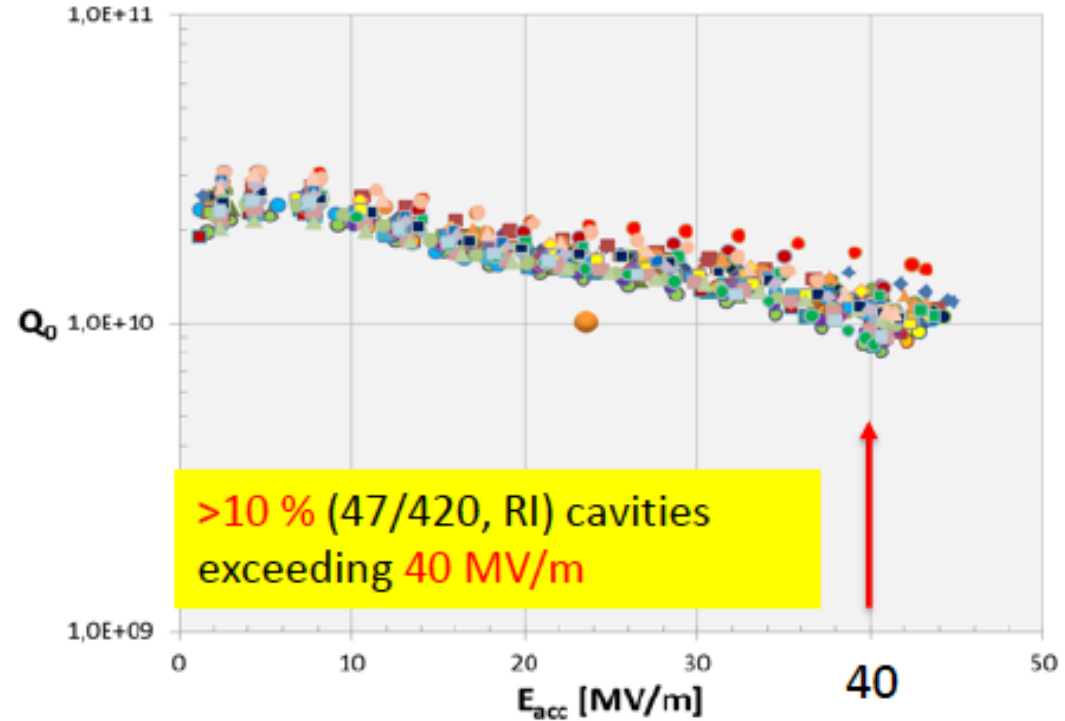 1,0E+11
Q0
1,0E+10
>10 % (47/420, RI) cavities
exceeding 40 MV/m
1,0E+09
0 10 20 30 40 50
Eacc [MV/m]